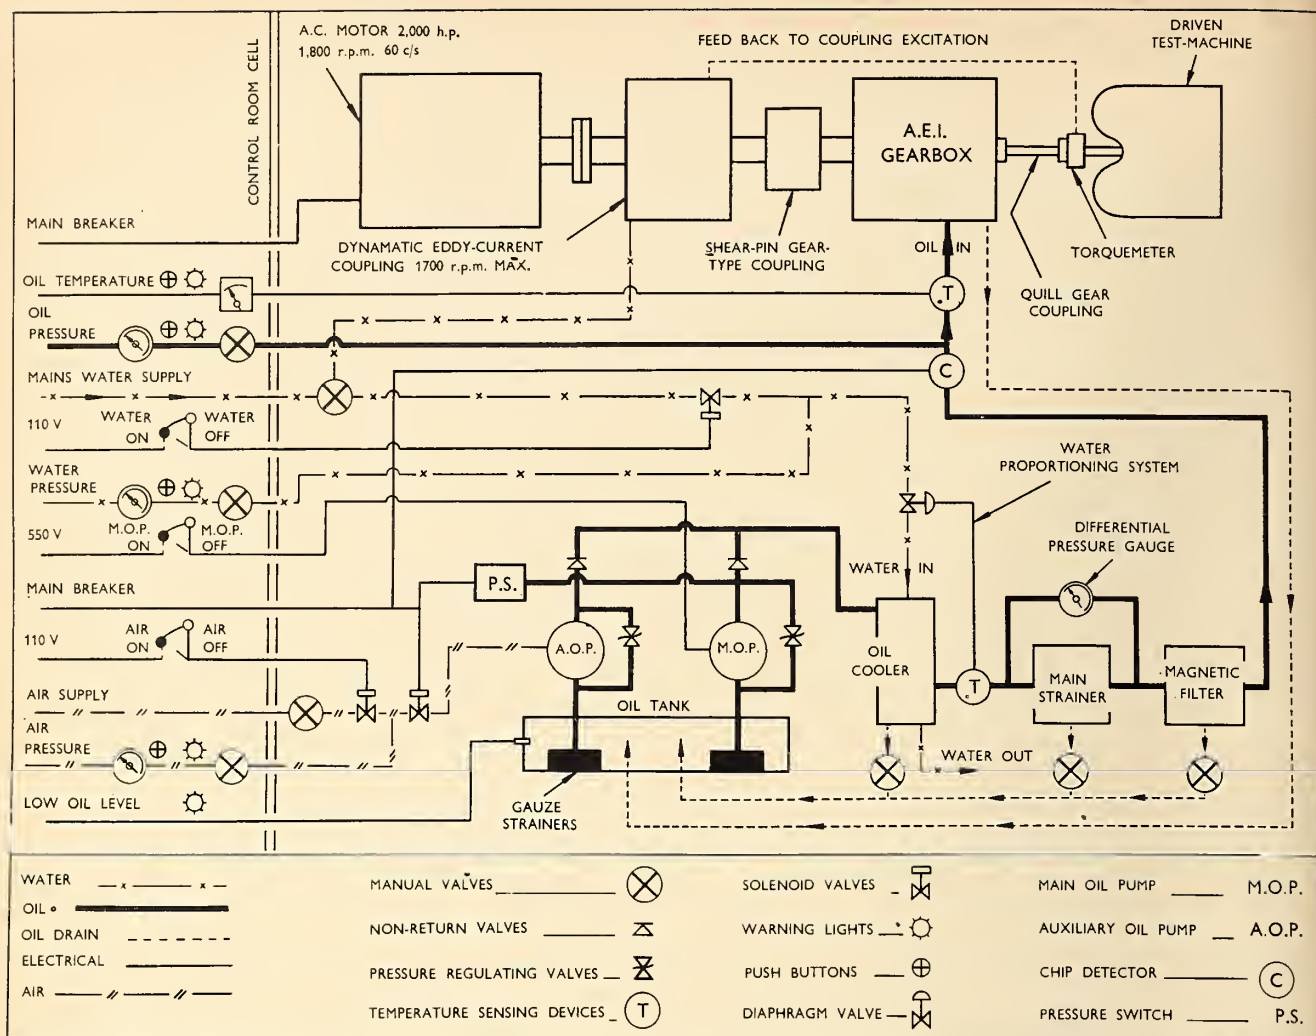 A.C. MOTOR 2,000 h.p.
1,800 r.p.m. 60 c/s
FEED BACK TO COUPLING EXCITATION
DRIVEN
TEST-MACHINE
CONTROL ROOM CELL
A.E.I.
GEARBOX
MAIN BREAKER
DYNAMATIC EDDY-CURRENT
COUPLING 1700 r.p.m. MAX.
SHEAR-PIN GEAR-
TYPE COUPLING
OIL IN
TORQUEMETER
QUILL GEAR
COUPLING
OIL TEMPERATURE
T
OIL
PRESSURE
C
MAINS WATER SUPPLY
110 V
WATER
ON
WATER
OFF
WATER
PRESSURE
WATER
PROPORTIONING SYSTEM
550 V
M.O.P.
ON
M.O.P.
OFF
DIFFERENTIAL
PRESSURE GAUGE
WATER IN
MAIN BREAKER
P.S.
110 V
AIR
ON
AIR
OFF
A.O.P.
M.O.P.
OIL
COOLER
T
MAIN
STRAINER
MAGNETIC
FILTER
AIR SUPPLY
OIL TANK
AIR
PRESSURE
WATER OUT
LOW OIL LEVEL
GAUZE
STRAINERS
WATER
OIL
OIL DRAIN
ELECTRICAL
AIR
MANUAL VALVES
NON-RETURN VALVES
PRESSURE REGULATING VALVES
TEMPERATURE SENSING DEVICES T
SOLENOID VALVES
WARNING LIGHTS
PUSH BUTTONS
DIAPHRAGM VALVE
MAIN OIL PUMP M.O.P.
AUXILIARY OIL PUMP A.O.P.
CHIP DETECTOR C
PRESSURE SWITCH P.S.